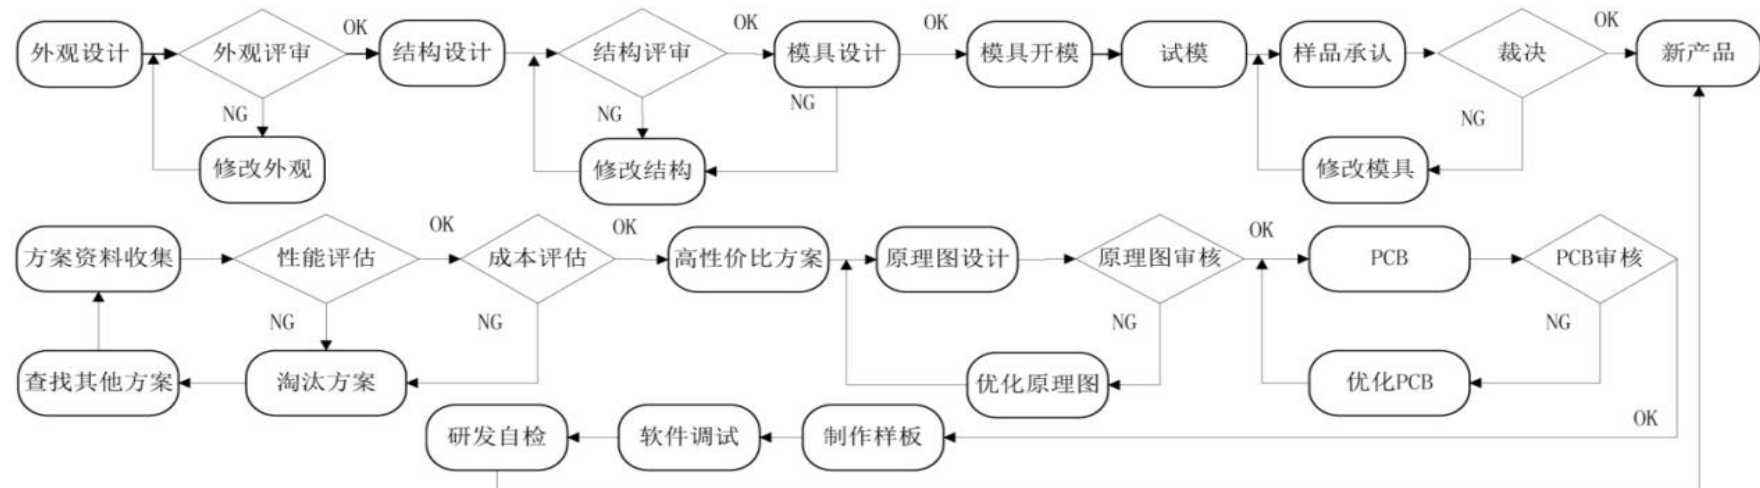 外观设计
外观评审
OK
结构设计
结构评审
OK
模具设计
OK
模具开模
试模
样品承认
裁决
OK
新产品
NG
修改外观
NG
修改结构
NG
NG
修改模具
方案资料收集
性能评估
OK
成本评估
OK
高性价比方案
原理图设计
原理图审核
OK
PCB
PCB审核
NG
NG
NG
NG
查找其他方案
淘汰方案
优化原理图
优化PCB
研发自检
软件调试
制作样板
OK